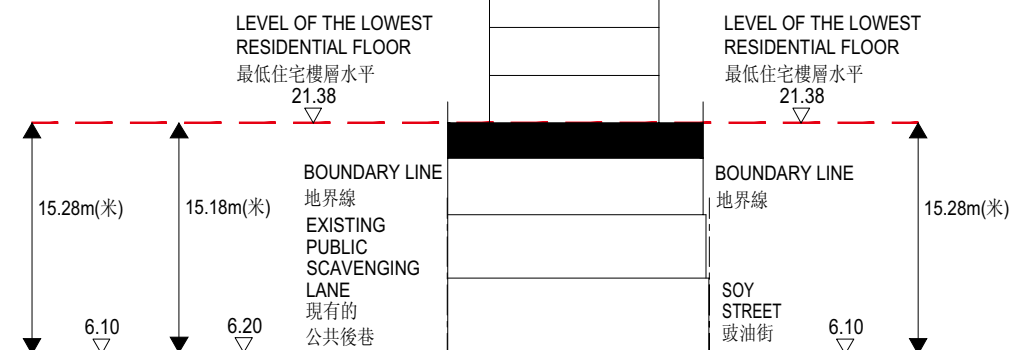 LEVEL OF THE LOWEST
RESIDENTIAL FLOOR
最低住宅樓層水平
21.38
LEVEL OF THE LOWEST
RESIDENTIAL FLOOR
最低住宅樓層水平
21.38
BOUNDARY LINE
地界線
BOUNDARY LINE
地界線
15.28m(米)
15.18m(米)
15.28m(米)
EXISTING
PUBLIC
SCAVENGING
LANE
現有的
公共後巷
SOY
STREET
豉油街
6.10
6.20
6.10